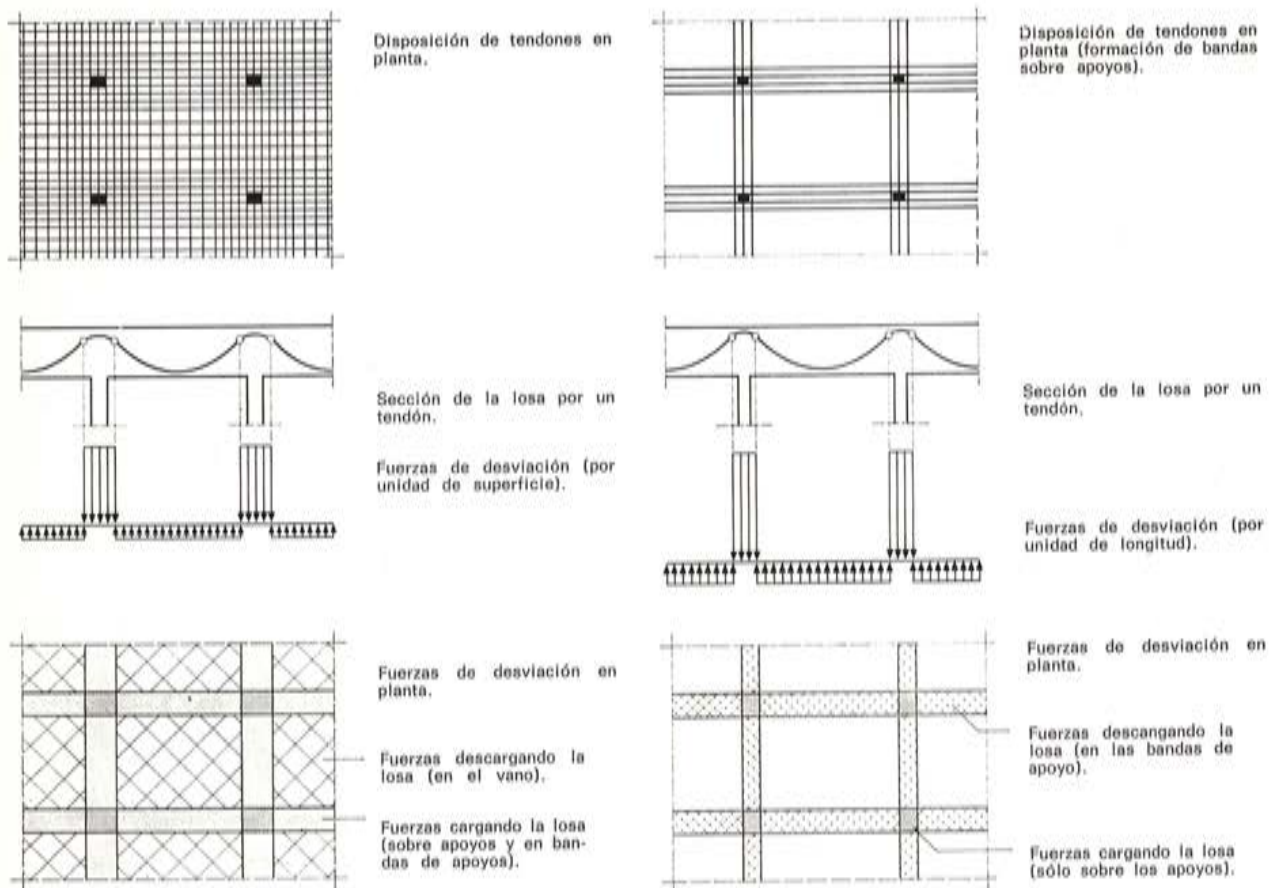 Disposición de tendones en
planta.
Sección de la losa por un
tendón.
Fuerzas de desviación (por
unidad de superficie).
Fuerzas de desviación en
planta.
Fuerzas descargando la
losa (en el vano).
Fuerzas cargando la losa
(sobre apoyos y en ban-
das de apoyos).
Disposición de tendones en
planta (formación de bandas
sobre apoyos).
Sección de la losa por un
tendón.
Fuerzas de desviación (por
unidad de longitud).
Fuerzas de desviación en
planta.
Fuerzas descangando la
losa (en las bandas de
apoyo).
Fuerzas cargando la losa
(sólo sobre los apoyos).